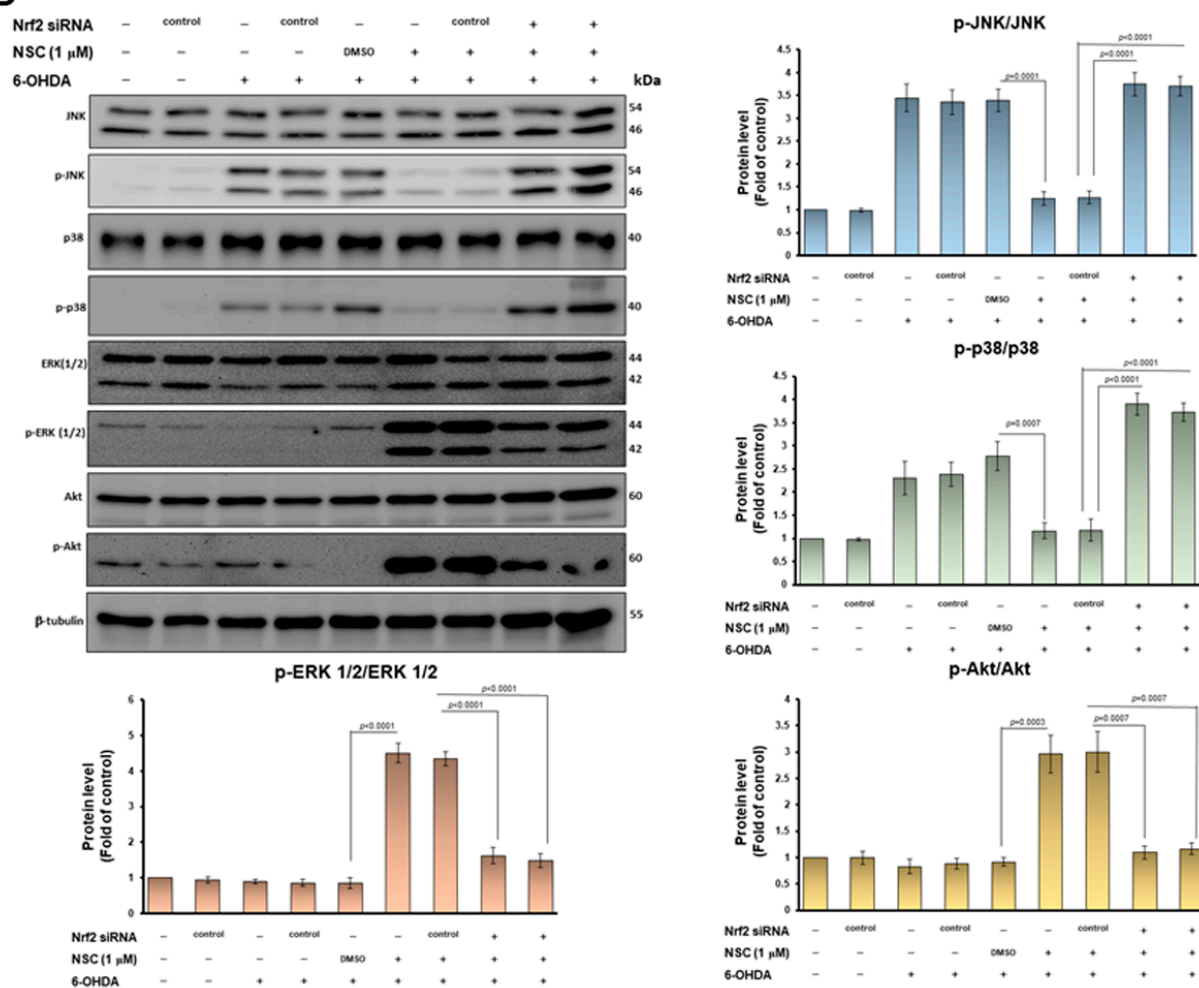 Nrf2 siRNA – control – control – – control + +
NSC (1 µM) – – – – DMSO + + + +
6-OHDA – – + + + + + + +
kDa
JNK 54
46
p-JNK 54
46
p38 40
p-p38 40
ERK(1/2) 44
42
p-ERK (1/2) 44
42
Akt 60
p-Akt 60
β-tubulin 55
p-JNK/JNK
Protein level
(Fold of control)
4.5
4
3.5
3
2.5
2
1.5
1
0.5
0
p<0.0001
p<0.0001
p<0.0001
Nrf2 siRNA – control – control – – control + +
NSC (1 µM) – – – – DMSO + + + +
6-OHDA – – + + + + + + +
p-p38/p38
Protein level
(Fold of control)
4.5
4
3.5
3
2.5
2
1.5
1
0.5
0
p=0.0007
p<0.0001
p<0.0001
Nrf2 siRNA – control – control – – control + +
NSC (1 µM) – – – – DMSO + + + +
6-OHDA – – + + + + + + +
p-ERK 1/2/ERK 1/2
Protein level
(Fold of control)
6
5
4
3
2
1
0
p<0.0001
p<0.0001
p<0.0001
Nrf2 siRNA – control – control – – control + +
NSC (1 µM) – – – – DMSO + + + +
6-OHDA – – + + + + + + +
p-Akt/Akt
Protein level
(Fold of control)
4
3.5
3
2.5
2
1.5
1
0.5
0
p=0.0003
p=0.0007
p=0.0007
Nrf2 siRNA – control – control – – control + +
NSC (1 µM) – – – – DMSO + + + +
6-OHDA – – + + + + + + +